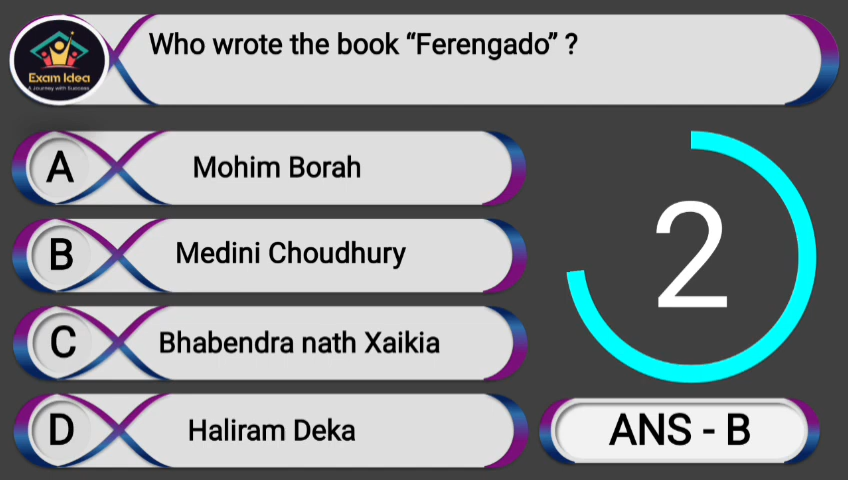 Who wrote the book “Ferengado” ?
Exam Idea
A Journey with Success
A
Mohim Borah
B
Medini Choudhury
C
Bhabendra nath Xaikia
D
Haliram Deka
2
ANS - B